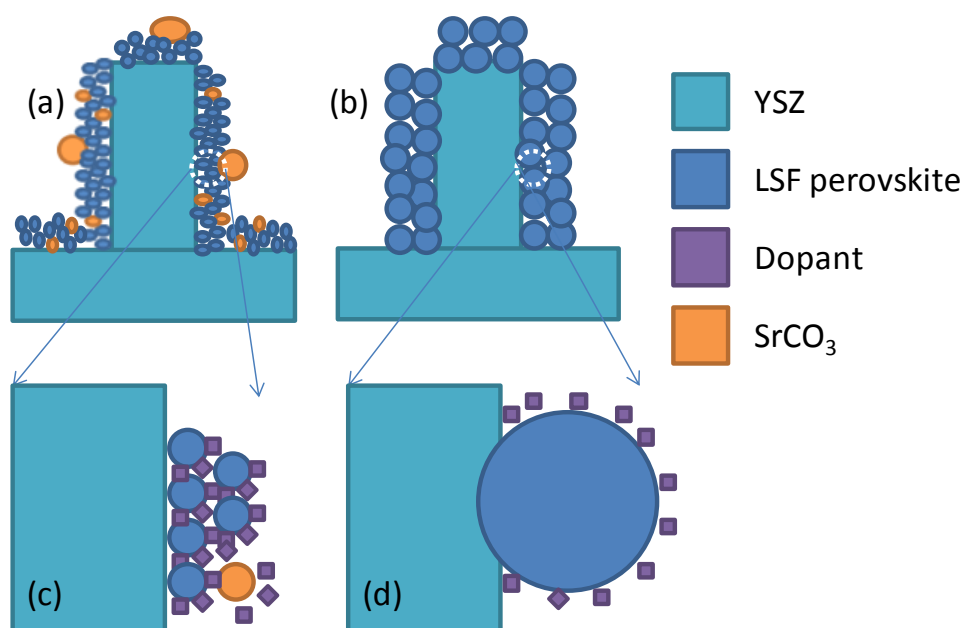 (a)
(b)
YSZ
LSF perovskite
Dopant
SrCO₃
(c)
(d)